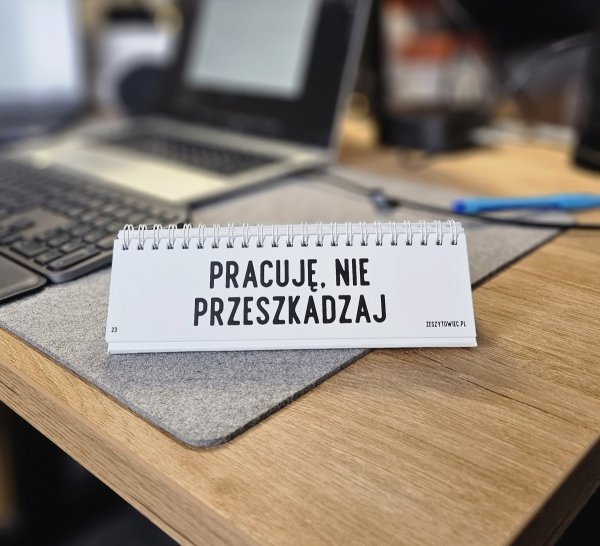 PRACUJĘ, NIE
PRZESZKADZAJ
23
ZESZYTOWIEC.PL